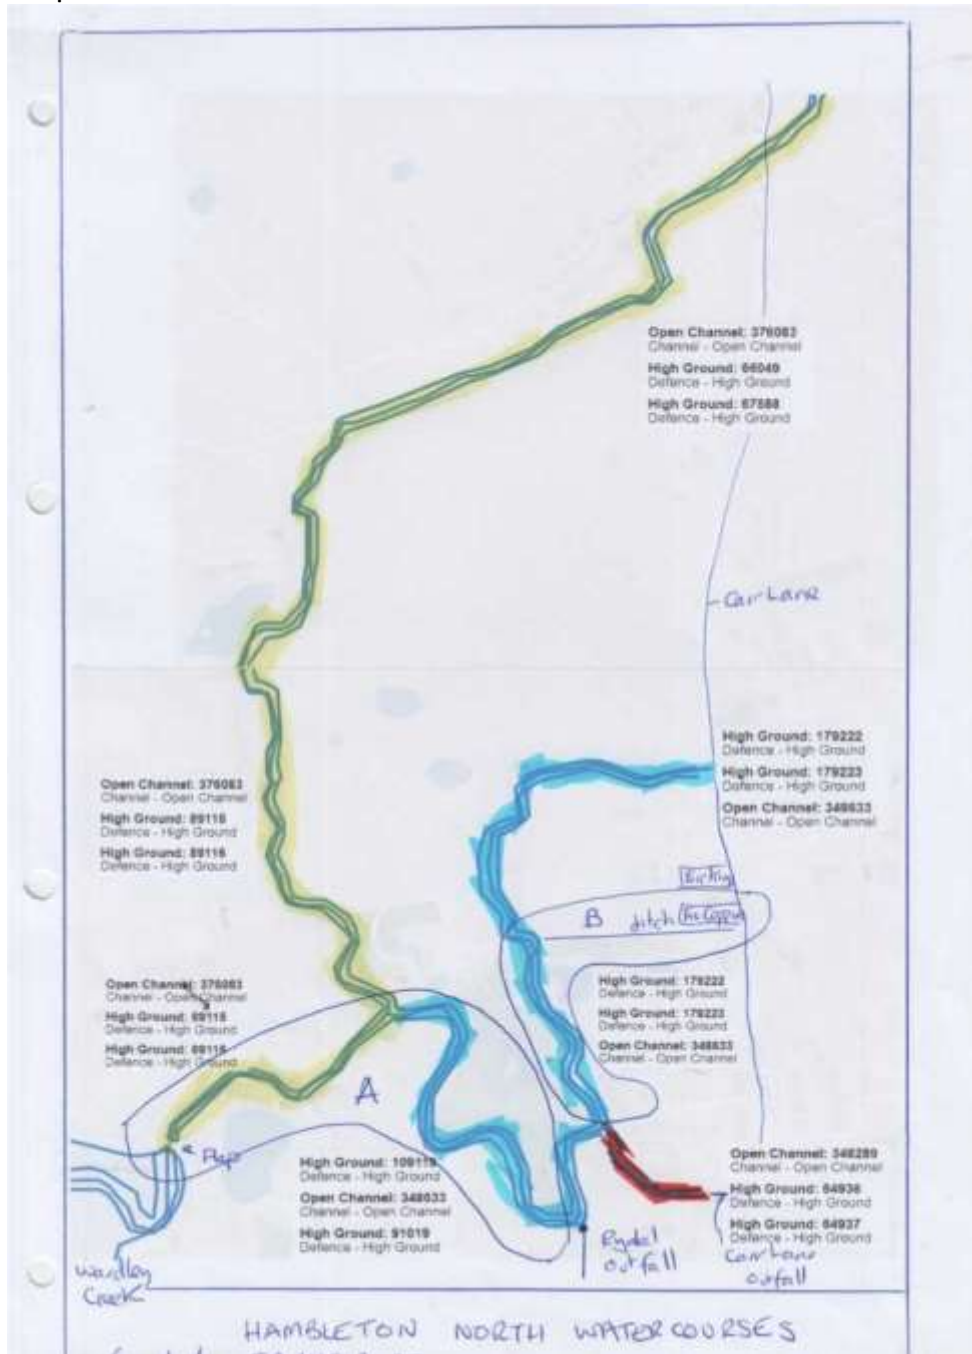 Open Channel: 376083
Channel - Open Channel
High Ground: 66049
Defence - High Ground
High Ground: 67588
Defence - High Ground
Carr Lane
High Ground: 179222
Defence - High Ground
High Ground: 179223
Defence - High Ground
Open Channel: 348633
Channel - Open Channel
Open Channel: 376083
Channel - Open Channel
High Ground: 89115
Defence - High Ground
High Ground: 89116
Defence - High Ground
B ditch
Open Channel: 376083
Channel - Open Channel
High Ground: 89115
Defence - High Ground
High Ground: 89116
Defence - High Ground
High Ground: 179222
Defence - High Ground
High Ground: 179223
Defence - High Ground
Open Channel: 348633
Channel - Open Channel
A
Flap
High Ground: 109119
Defence - High Ground
Open Channel: 348633
Channel - Open Channel
High Ground: 91019
Defence - High Ground
Open Channel: 348289
Channel - Open Channel
High Ground: 64936
Defence - High Ground
High Ground: 64937
Defence - High Ground
Rydal
outfall
Carr Lane
outfall
Wardley
Creek
HAMBLETON NORTH WATERCOURSES